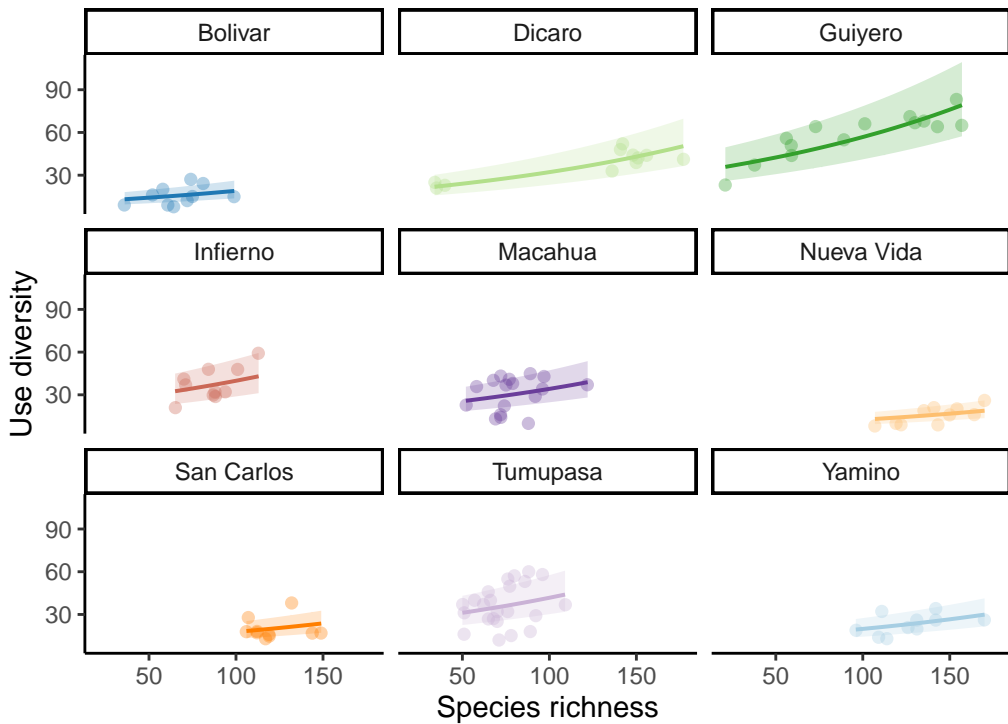 Bolivar
Dicaro
Guiyero
90
60
30
Infierno
Macahua
Nueva Vida
90
60
30
San Carlos
Tumupasa
Yamino
90
60
30
50 100 150 50 100 150 50 100 150
Species richness
Use diversity